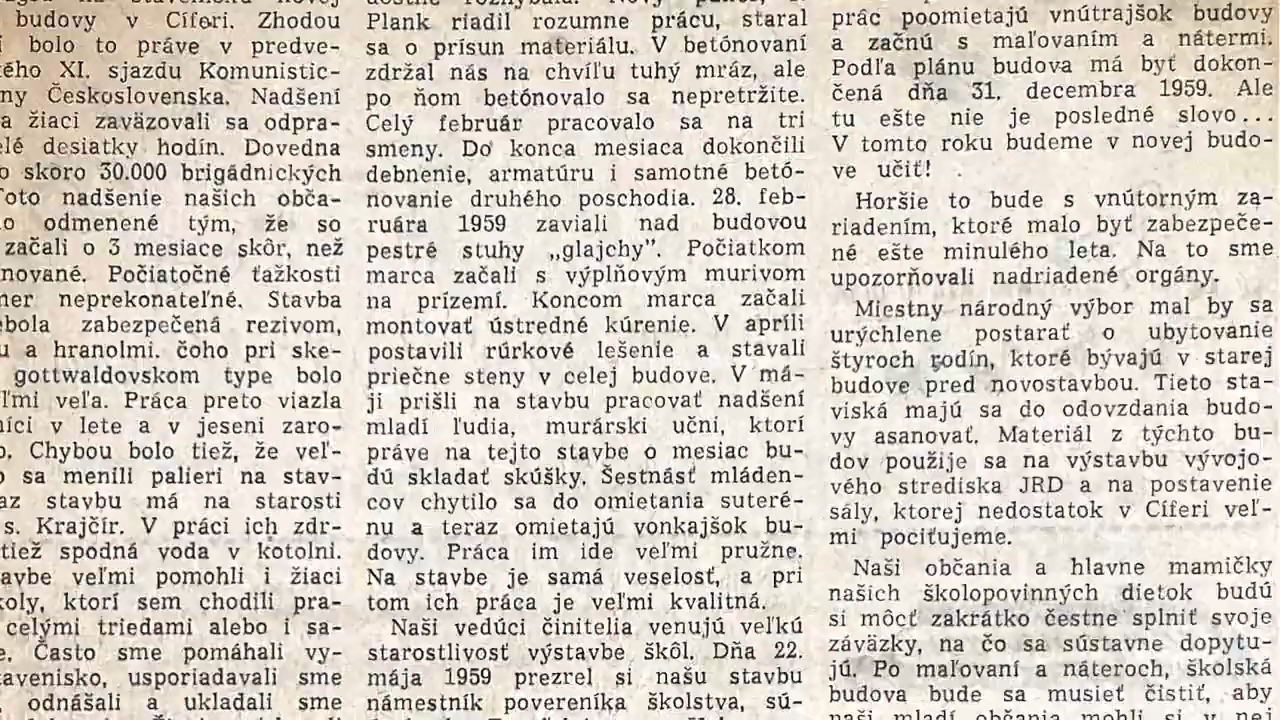 budovy v Cíferi. Zhodou
bolo to práve v predve-
XI. sjazdu Komunistic-
ny Československa. Nadšení
a žiaci zaväzovali sa odpra-
desiatky hodín. Dovedna
skoro 30.000 brigádnických
nadšenie našich obča-
odmenené tým, že so
začali o 3 mesiace skôr, než
Počiatočné ťažkosti
neprekonateľné. Stavba
zabezpečená rezivom,
a hranolmi. čoho pri ske-
gottwaldovskom type bolo
veľa. Práca preto viazla
v lete a v jeseni zaro-
Chybou bolo tiež, že veľ-
sa menili palieri na stav-
stavbu má na starosti
s. Krajčír. V práci ich zdr-
tiež spodná voda v kotolni.
veľmi pomohli i žiaci
ktorí sem chodili pra-
celými triedami alebo i sa-
Často sme pomáhali vy-
usporiadavali sme
odnášali a ukladali sme
Plank riadil rozumne prácu, staral
sa o prísun materiálu. V betónovaní
zdržal nás na chvíľu tuhý mráz, ale
po ňom betónovalo sa nepretržite.
Celý február pracovalo sa na tri
smeny. Do konca mesiaca dokončili
debnenie, armatúru i samotné betó-
novanie druhého poschodia. 28. feb-
ruára 1959 zaviali nad budovou
pestré stuhy „glajchy”. Počiatkom
marca začali s výplňovým murivom
na prízemí. Koncom marca začali
montovať ústredné kúrenie. V apríli
postavili rúrkové lešenie a stavali
priečne steny v celej budove. V má-
ji prišli na stavbu pracovať nadšení
mladí ľudia, murárski učni, ktorí
práve na tejto stavbe o mesiac bu-
dú skladať skúšky. Šestnásť mláden-
cov chytilo sa do omietania suteré-
nu a teraz omietajú vonkajšok bu-
dovy. Práca im ide veľmi pružne.
Na stavbe je samá veselosť, a pri
tom ich práca je veľmi kvalitná.
Naši vedúci činitelia venujú veľkú
starostlivosť výstavbe škôl. Dňa 22.
mája 1959 prezrel si našu stavbu
námestník povereníka školstva, sú-
prác poomietajú vnútrajšok budovy
a začnú s maľovaním a nátermi.
Podľa plánu budova má byť dokon-
čená dňa 31. decembra 1959. Ale
tu ešte nie je posledné slovo...
V tomto roku budeme v novej budo-
ve učiť!
Horšie to bude s vnútorným za-
riadením, ktoré malo byť zabezpeče-
né ešte minulého leta. Na to sme
upozorňovali nadriadené orgány.
Miestny národný výbor mal by sa
urýchlene postarať o ubytovanie
štyroch rodín, ktoré bývajú v starej
budove pred novostavbou. Tieto sta-
viská majú sa do odovzdania budo-
vy asanovať. Materiál z týchto bu-
dov použije sa na výstavbu vývojo-
vého strediska JRD a na postavenie
sály, ktorej nedostatok v Cíferi veľ-
mi pociťujeme.
Naši občania a hlavne mamičky
našich školopovinných dietok budú
si môcť zakrátko čestne splniť svoje
záväzky, na čo sa sústavne dopytu-
jú. Po maľovaní a náteroch, školská
budova bude sa musieť čistiť, aby
naši mladí občania mohli si v nej